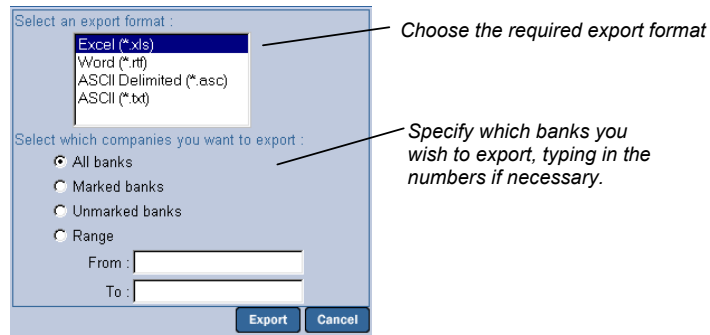 Select an export format :
Excel (*.xls)
Word (*.rtf)
ASCII Delimited (*.asc)
ASCII (*.txt)
Choose the required export format
Select which companies you want to export :
All banks
Marked banks
Unmarked banks
Range
From :
To :
Export Cancel
Specify which banks you
wish to export, typing in the
numbers if necessary.